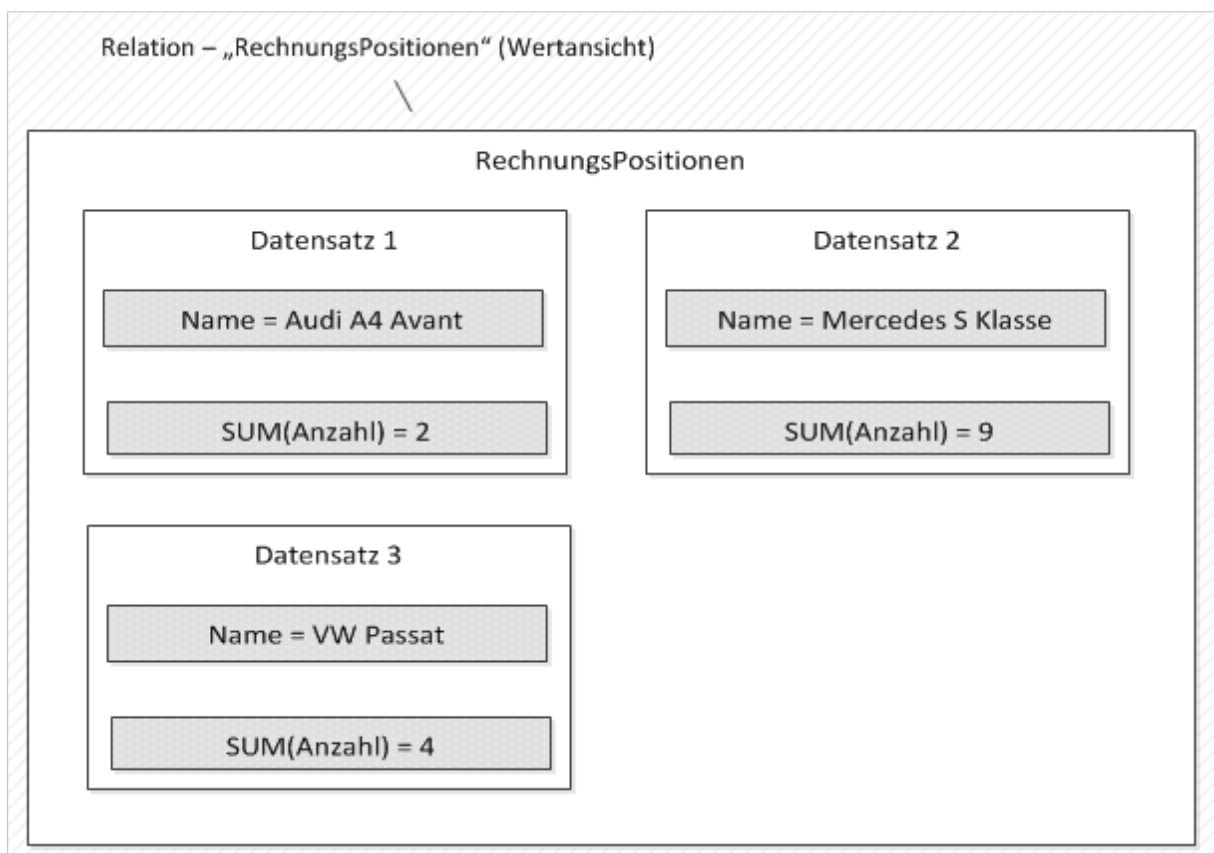 Relation – „RechnungsPositionen“ (Wertansicht)
RechnungsPositionen
Datensatz 1
Name = Audi A4 Avant
SUM(Anzahl) = 2
Datensatz 2
Name = Mercedes S Klasse
SUM(Anzahl) = 9
Datensatz 3
Name = VW Passat
SUM(Anzahl) = 4